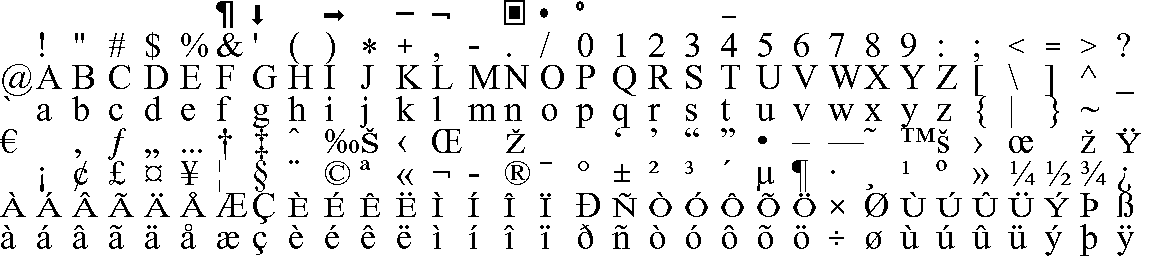 ¶ ↓ → – ¬ ▣ • º –
! " # $ % & ' ( ) * + , - . / 0 1 2 3 4 5 6 7 8 9 : ; < = > ?
@ A B C D E F G H I J K L M N O P Q R S T U V W X Y Z [ \ ] ^ _
` a b c d e f g h i j k l m n o p q r s t u v w x y z { | } ~
€ ‚ ƒ „ … † ‡ ˆ ‰ Š ‹ Œ Ž ‘ ’ “ ” • – — ˜ ™ š › œ ž Ÿ
¡ ¢ £ ¤ ¥ ¦ § ¨ © ª « ¬ - ® ¯ ° ± ² ³ ´ µ ¶ · ¸ ¹ º » ¼ ½ ¾ ¿
À Á Â Ã Ä Å Æ Ç È É Ê Ë Ì Í Î Ï Ð Ñ Ò Ó Ô Õ Ö × Ø Ù Ú Û Ü Ý Þ ß
à á â ã ä å æ ç è é ê ë ì í î ï ð ñ ò ó ô õ ö ÷ ø ù ú û ü ý þ ÿ